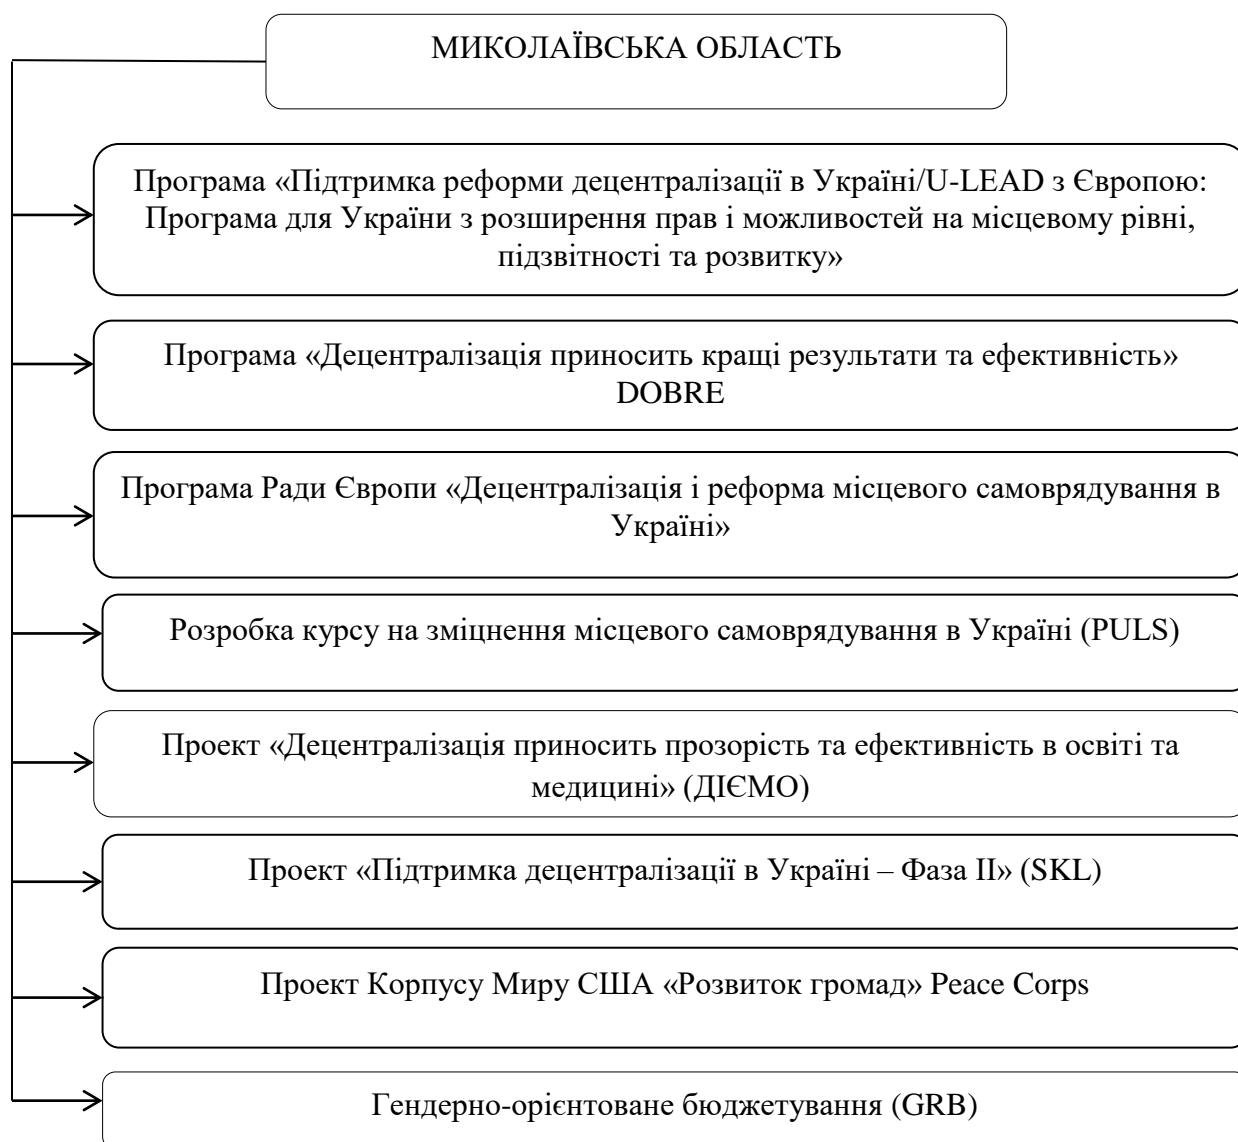 МИКОЛАЇВСЬКА ОБЛАСТЬ
Програма «Підтримка реформи децентралізації в Україні/U-LEAD з Європою:
Програма для України з розширення прав і можливостей на місцевому рівні,
підзвітності та розвитку»
Програма «Децентралізація приносить кращі результати та ефективність»
DOBRE
Програма Ради Європи «Децентралізація і реформа місцевого самоврядування в
Україні»
Розробка курсу на зміцнення місцевого самоврядування в Україні (PULS)
Проект «Децентралізація приносить прозорість та ефективність в освіті та
медицині» (ДІЄМО)
Проект «Підтримка децентралізації в Україні – Фаза ІІ» (SKL)
Проект Корпусу Миру США «Розвиток громад» Peace Corps
Гендерно-орієнтоване бюджетування (GRB)